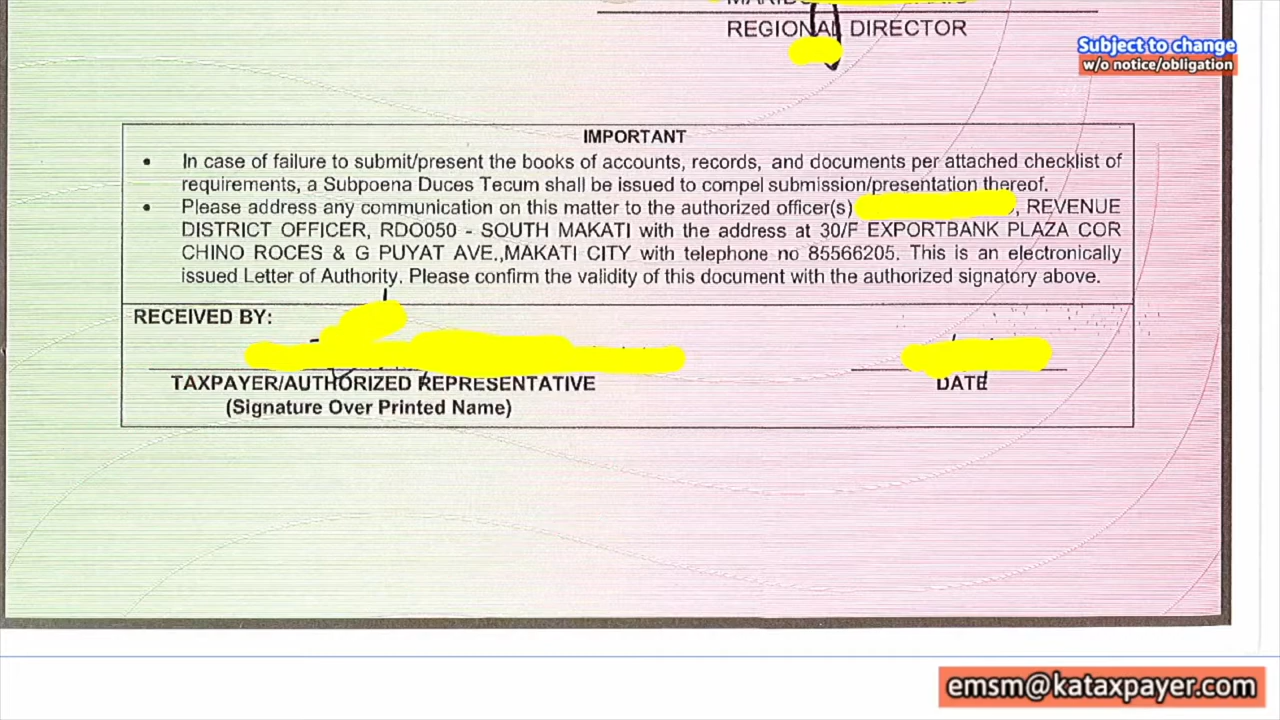 REGIONAL DIRECTOR
Subject to change
w/o notice/obligation
IMPORTANT
• In case of failure to submit/present the books of accounts, records, and documents per attached checklist of
requirements, a Subpoena Duces Tecum shall be issued to compel submission/presentation thereof.
• Please address any communication on this matter to the authorized officer(s) , REVENUE
DISTRICT OFFICER, RDO050 - SOUTH MAKATI with the address at 30/F EXPORTBANK PLAZA COR
CHINO ROCES & G PUYAT AVE.,MAKATI CITY with telephone no 85566205. This is an electronically
issued Letter of Authority. Please confirm the validity of this document with the authorized signatory above.
RECEIVED BY:
TAXPAYER/AUTHORIZED REPRESENTATIVE
DATE
(Signature Over Printed Name)
emsm@kataxpayer.com